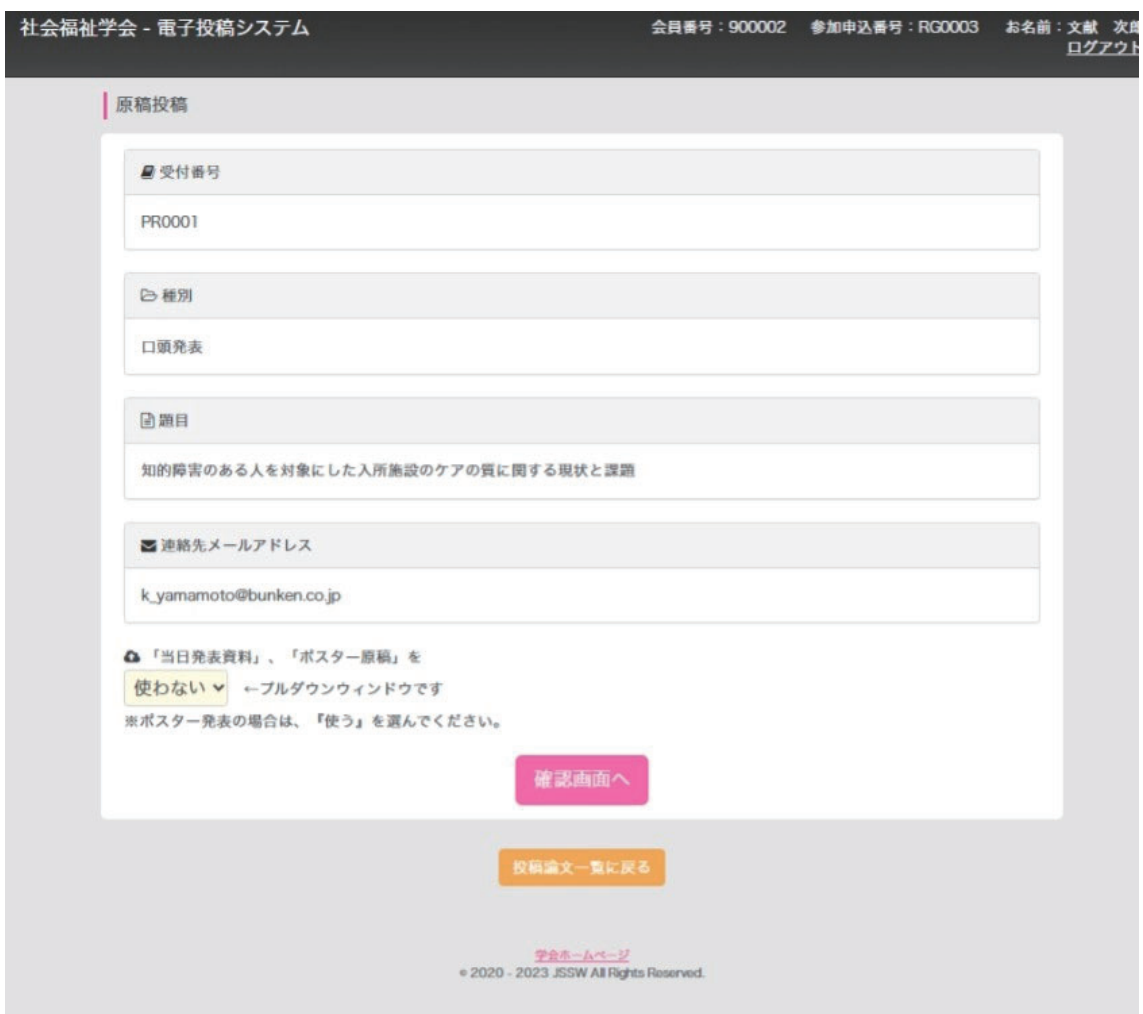 社会福祉学会 - 電子投稿システム
会員番号：900002 参加申込番号：RG0003 お名前：文献 次郎
ログアウト
原稿投稿
受付番号
PR0001
種別
口頭発表
題目
知的障害のある人を対象にした入所施設のケアの質に関する現状と課題
連絡先メールアドレス
k_yamamoto@bunken.co.jp
「当日発表資料」、「ポスター原稿」を
使わない ←プルダウンウィンドウです
※ポスター発表の場合は、『使う』を選んでください。
確認画面へ
投稿論文一覧に戻る
学会ホームページ
© 2020 - 2023 JSSW All Rights Reserved.